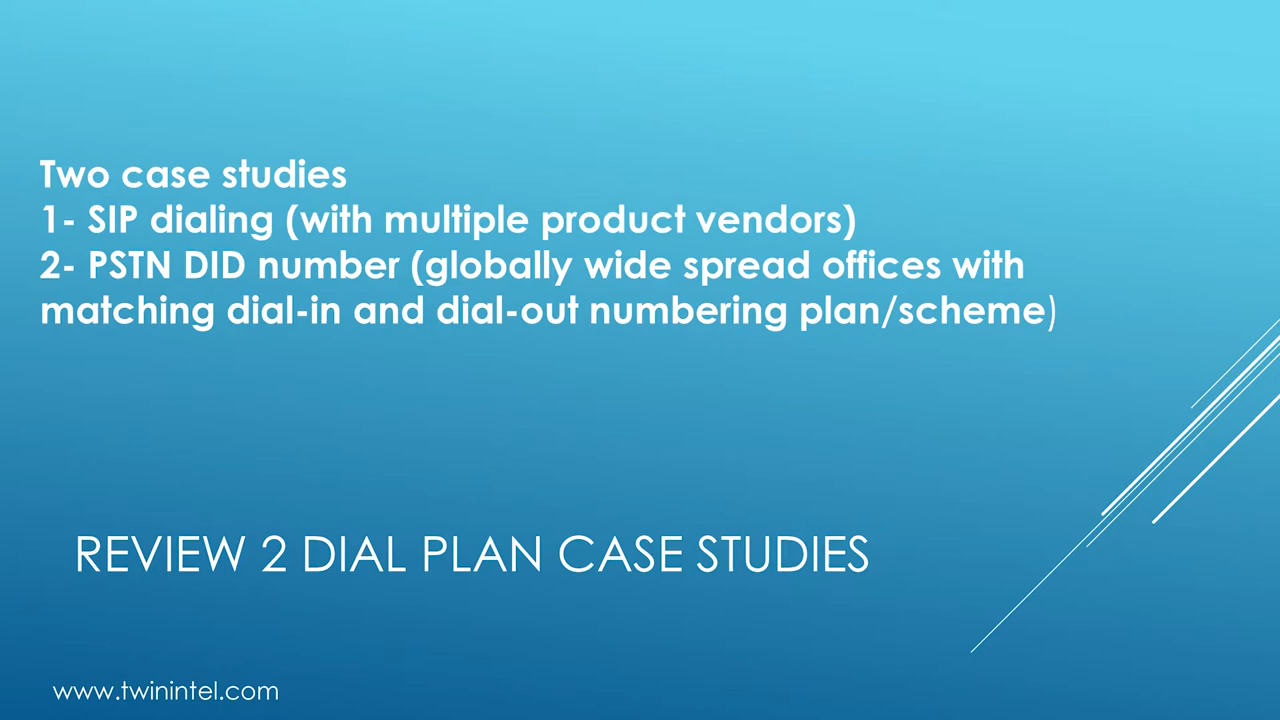 Two case studies
1- SIP dialing (with multiple product vendors)
2- PSTN DID number (globally wide spread offices with
matching dial-in and dial-out numbering plan/scheme)
REVIEW 2 DIAL PLAN CASE STUDIES
www.twinintel.com